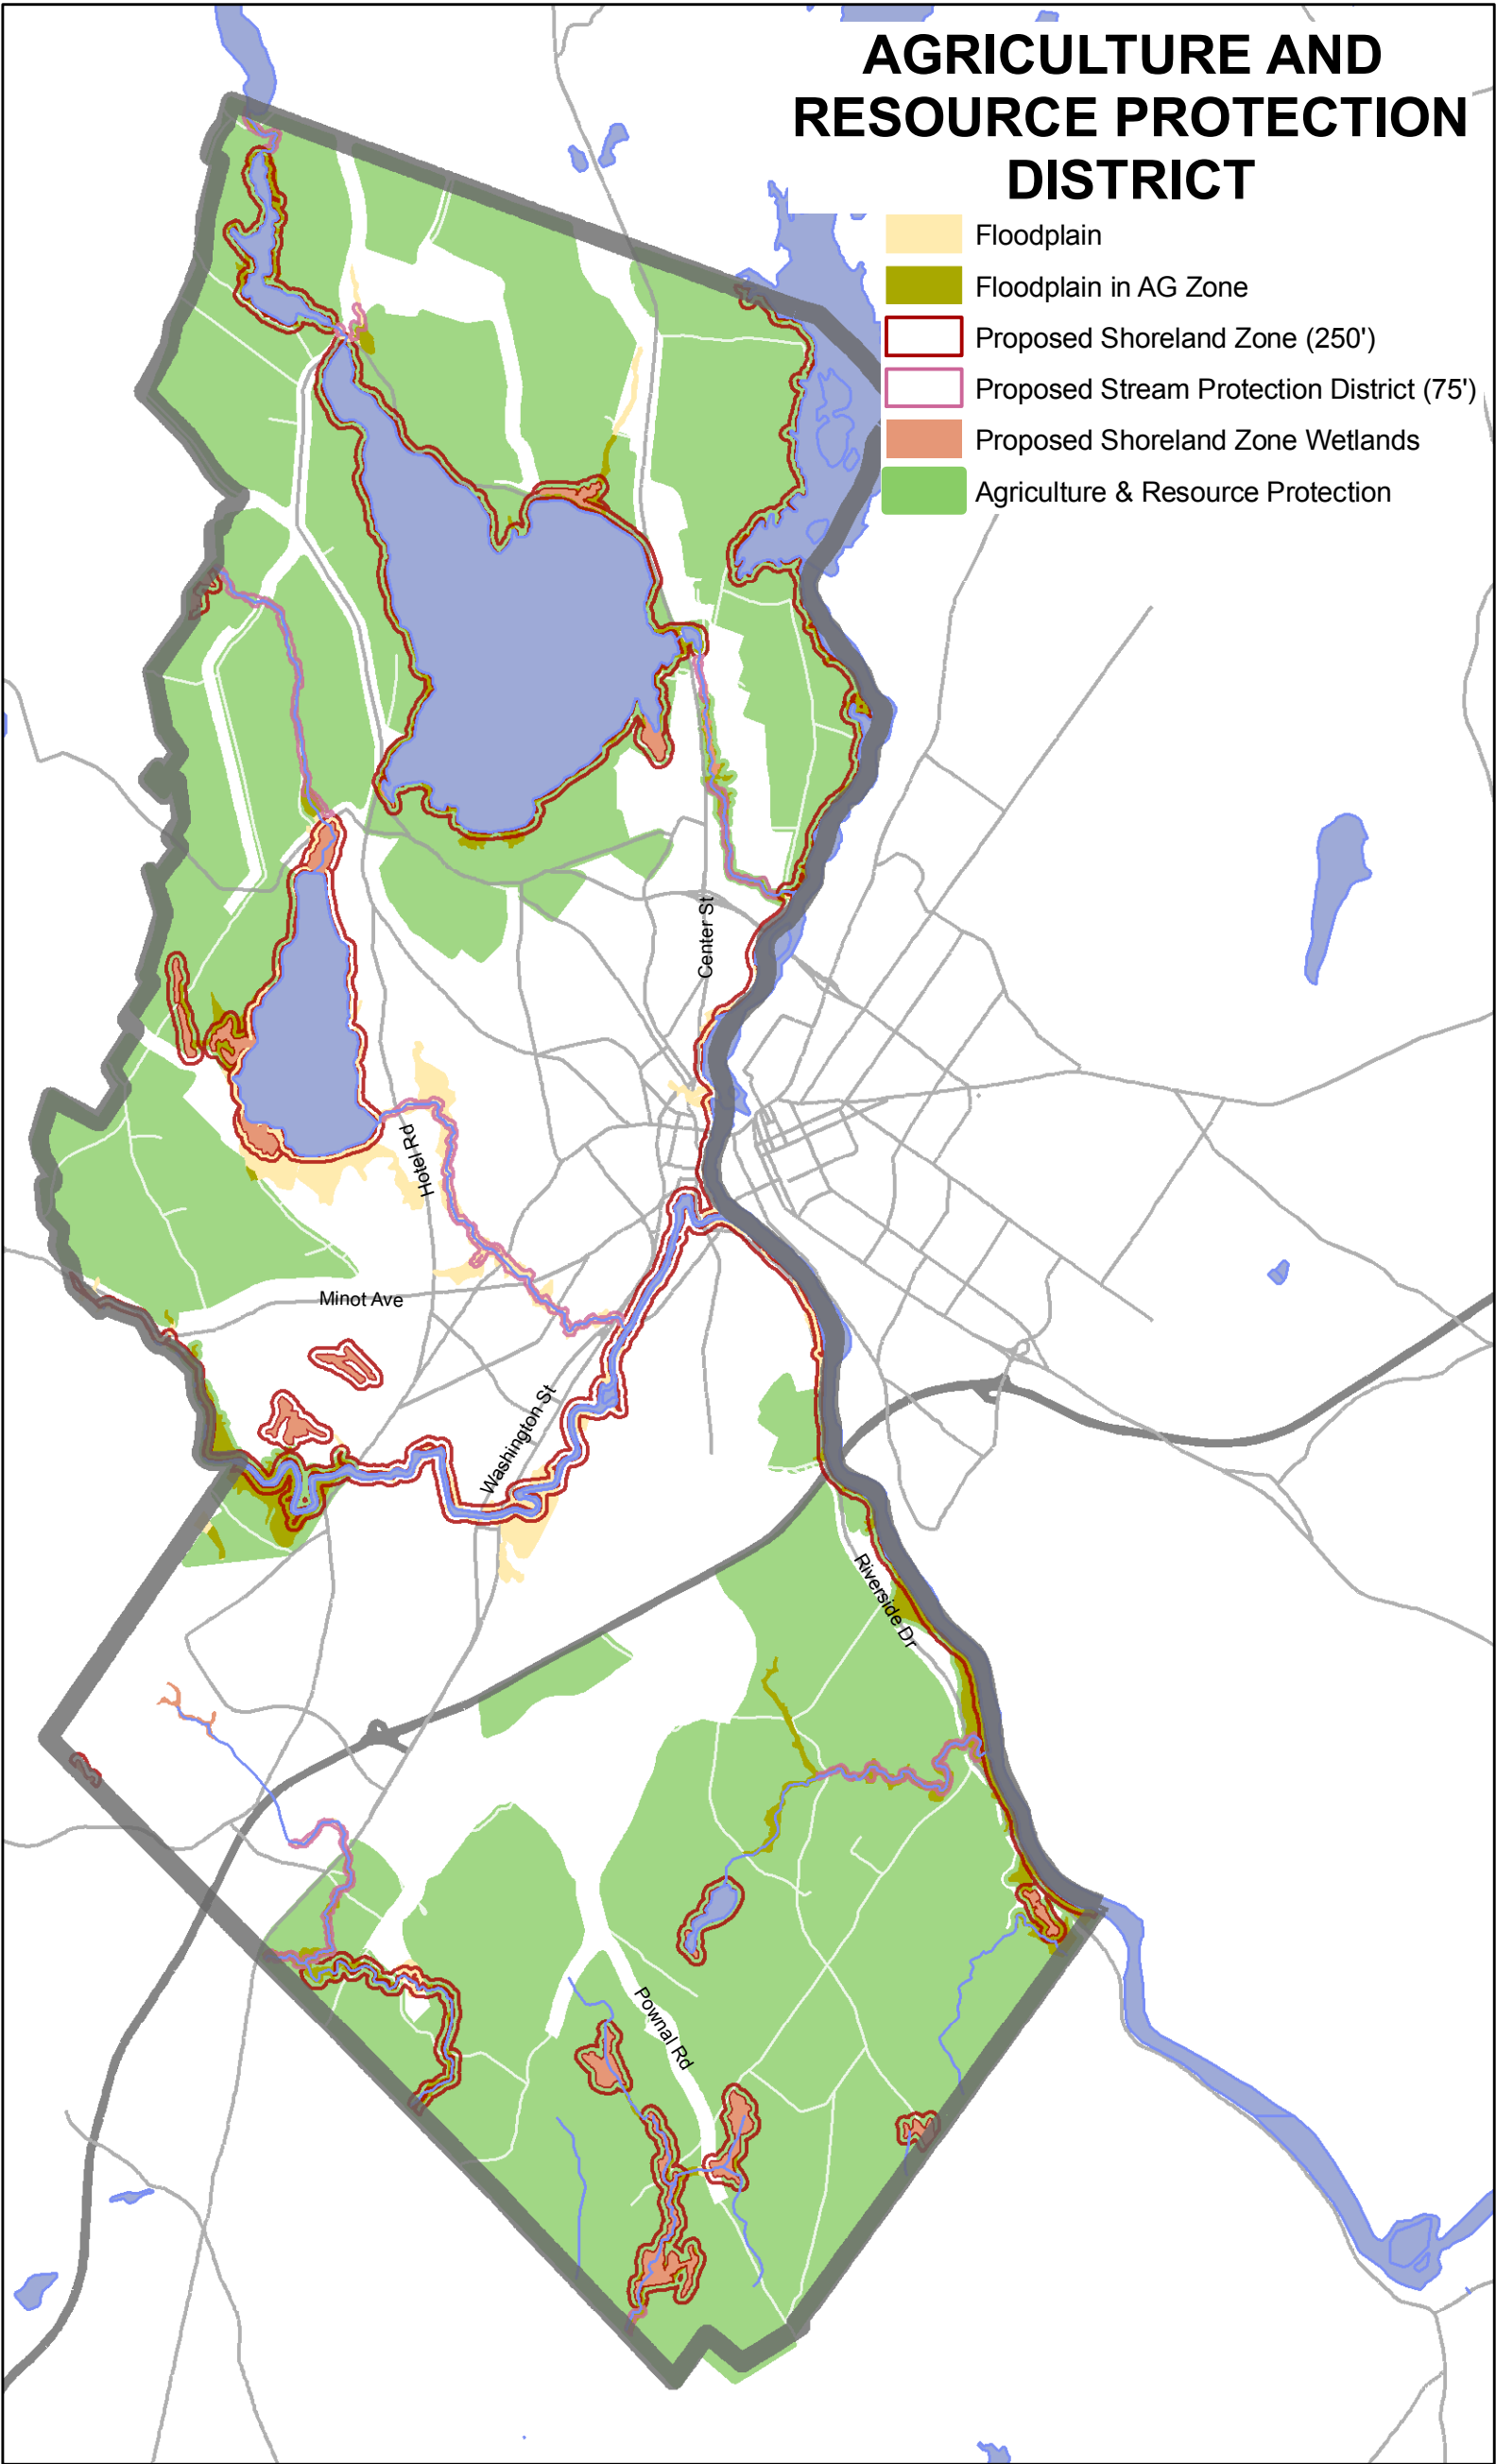 AGRICULTURE AND
RESOURCE PROTECTION
DISTRICT
Floodplain
Floodplain in AG Zone
Proposed Shoreland Zone (250')
Proposed Stream Protection District (75')
Proposed Shoreland Zone Wetlands
Agriculture & Resource Protection
Center St
Hotel Rd
Minot Ave
Washington St
Riverside Dr
Pownal Rd